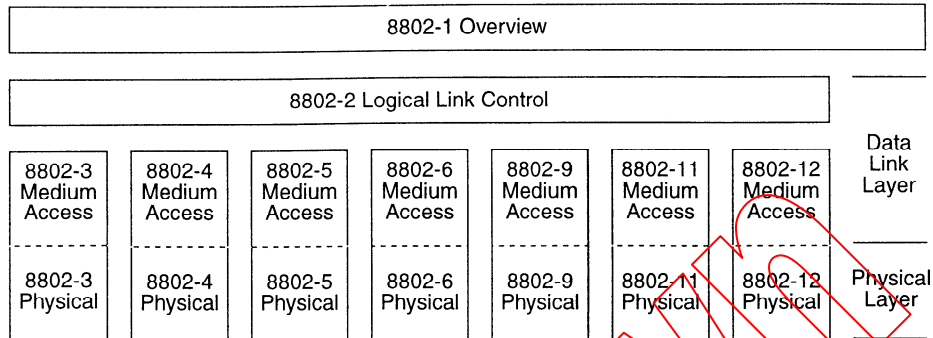 8802-1 Overview
8802-2 Logical Link Control
Data
Link
Layer
8802-3
Medium
Access
8802-4
Medium
Access
8802-5
Medium
Access
8802-6
Medium
Access
8802-9
Medium
Access
8802-11
Medium
Access
8802-12
Medium
Access
8802-3
Physical
8802-4
Physical
8802-5
Physical
8802-6
Physical
8802-9
Physical
8802-11
Physical
8802-12
Physical
Physical
Layer